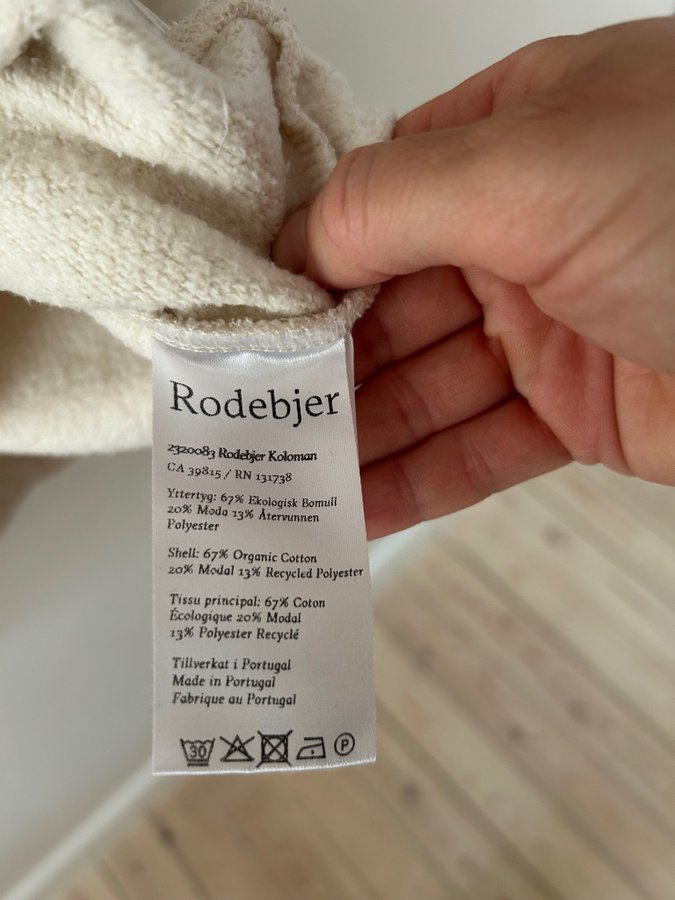 Rodebjer
2320083 Rodebjer Koloman
CA 39815 / RN 131738
Yttertyg: 67% Ekologisk Bomull
20% Moda 13% Återvunnen
Polyester
Shell: 67% Organic Cotton
20% Modal 13% Recycled Polyester
Tissu principal: 67% Coton
Écologique 20% Modal
13% Polyester Recyclé
Tillverkat i Portugal
Made in Portugal
Fabrique au Portugal
30 P